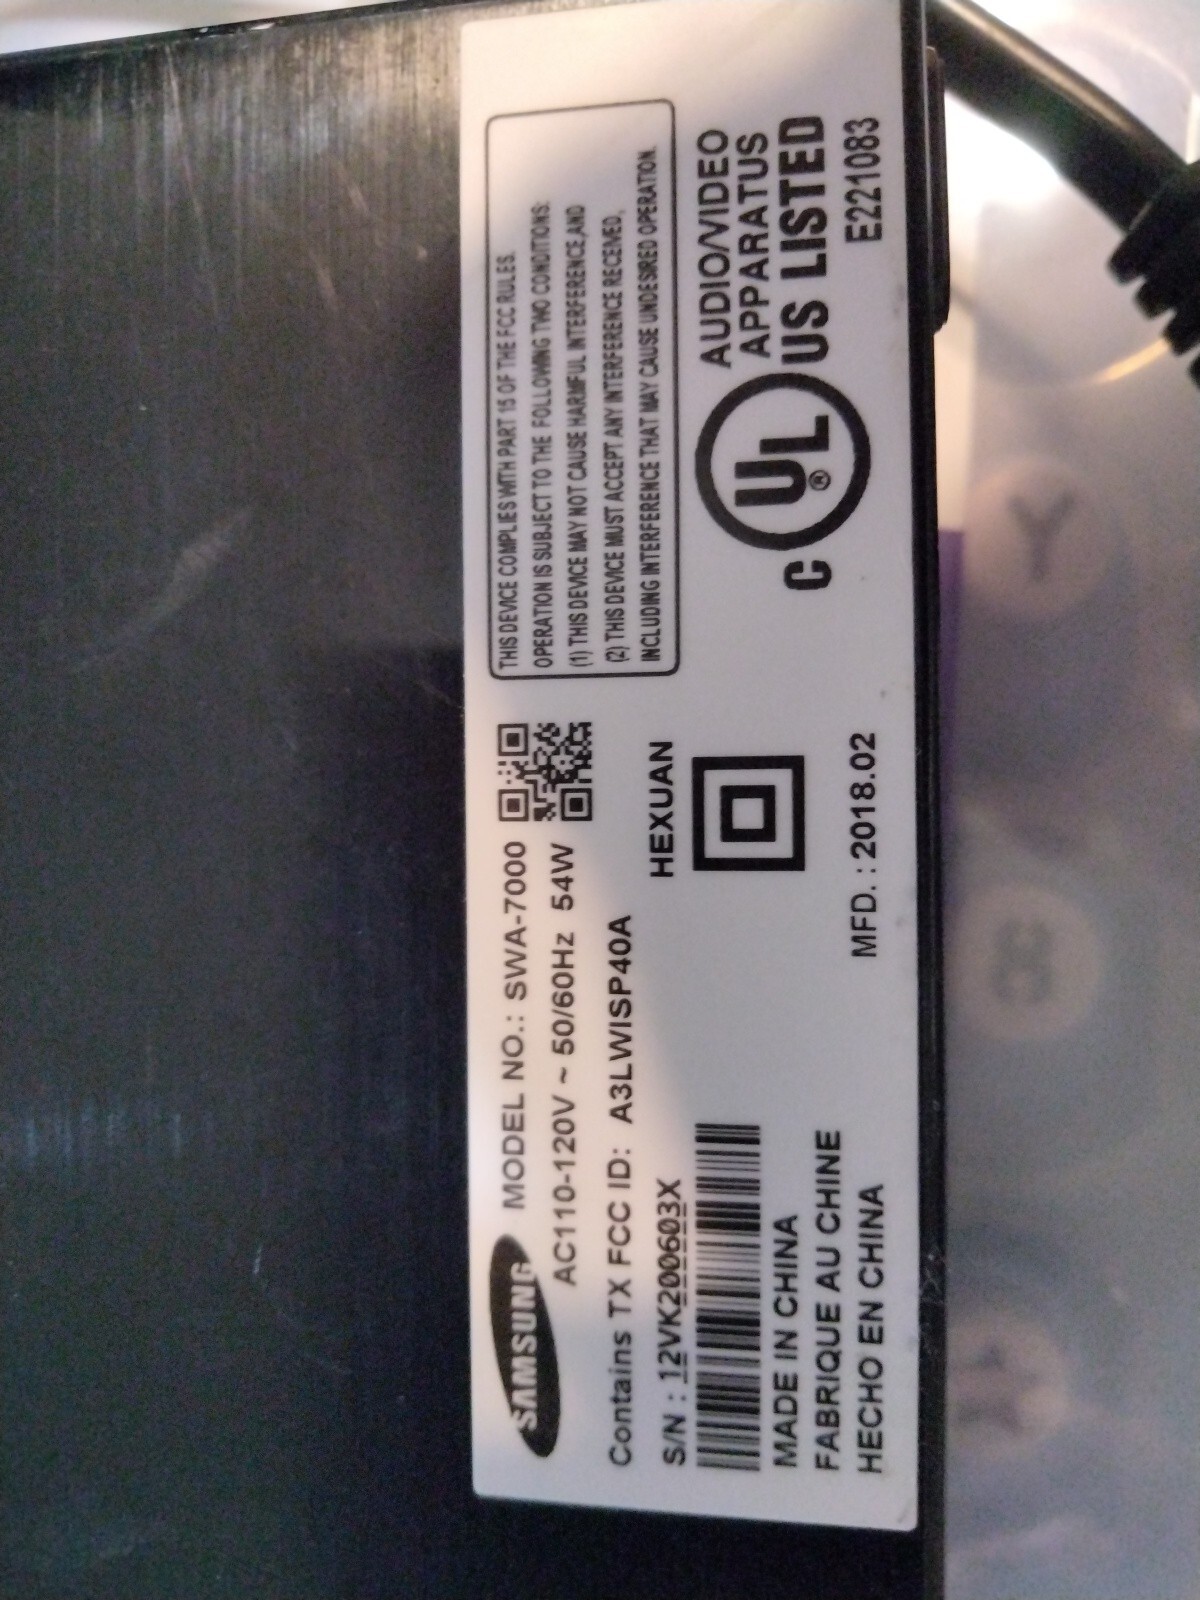 SAMSUNG
MODEL NO.: SWA-7000
AC110-120V ~ 50/60Hz 54W
Contains TX FCC ID: A3LWISP40A
S/N : 12VK200603X
MADE IN CHINA
FABRIQUE AU CHINE
HECHO EN CHINA
HEXUAN
MFD. : 2018.02
THIS DEVICE COMPLIES WITH PART 15 OF THE FCC RULES.
OPERATION IS SUBJECT TO THE FOLLOWING TWO CONDITIONS:
(1) THIS DEVICE MAY NOT CAUSE HARMFUL INTERFERENCE,AND
(2) THIS DEVICE MUST ACCEPT ANY INTERFERENCE RECEIVED,
INCLUDING INTERFERENCE THAT MAY CAUSE UNDESIRED OPERATION.
C UL® US LISTED
AUDIO/VIDEO
APPARATUS
E221083
Y